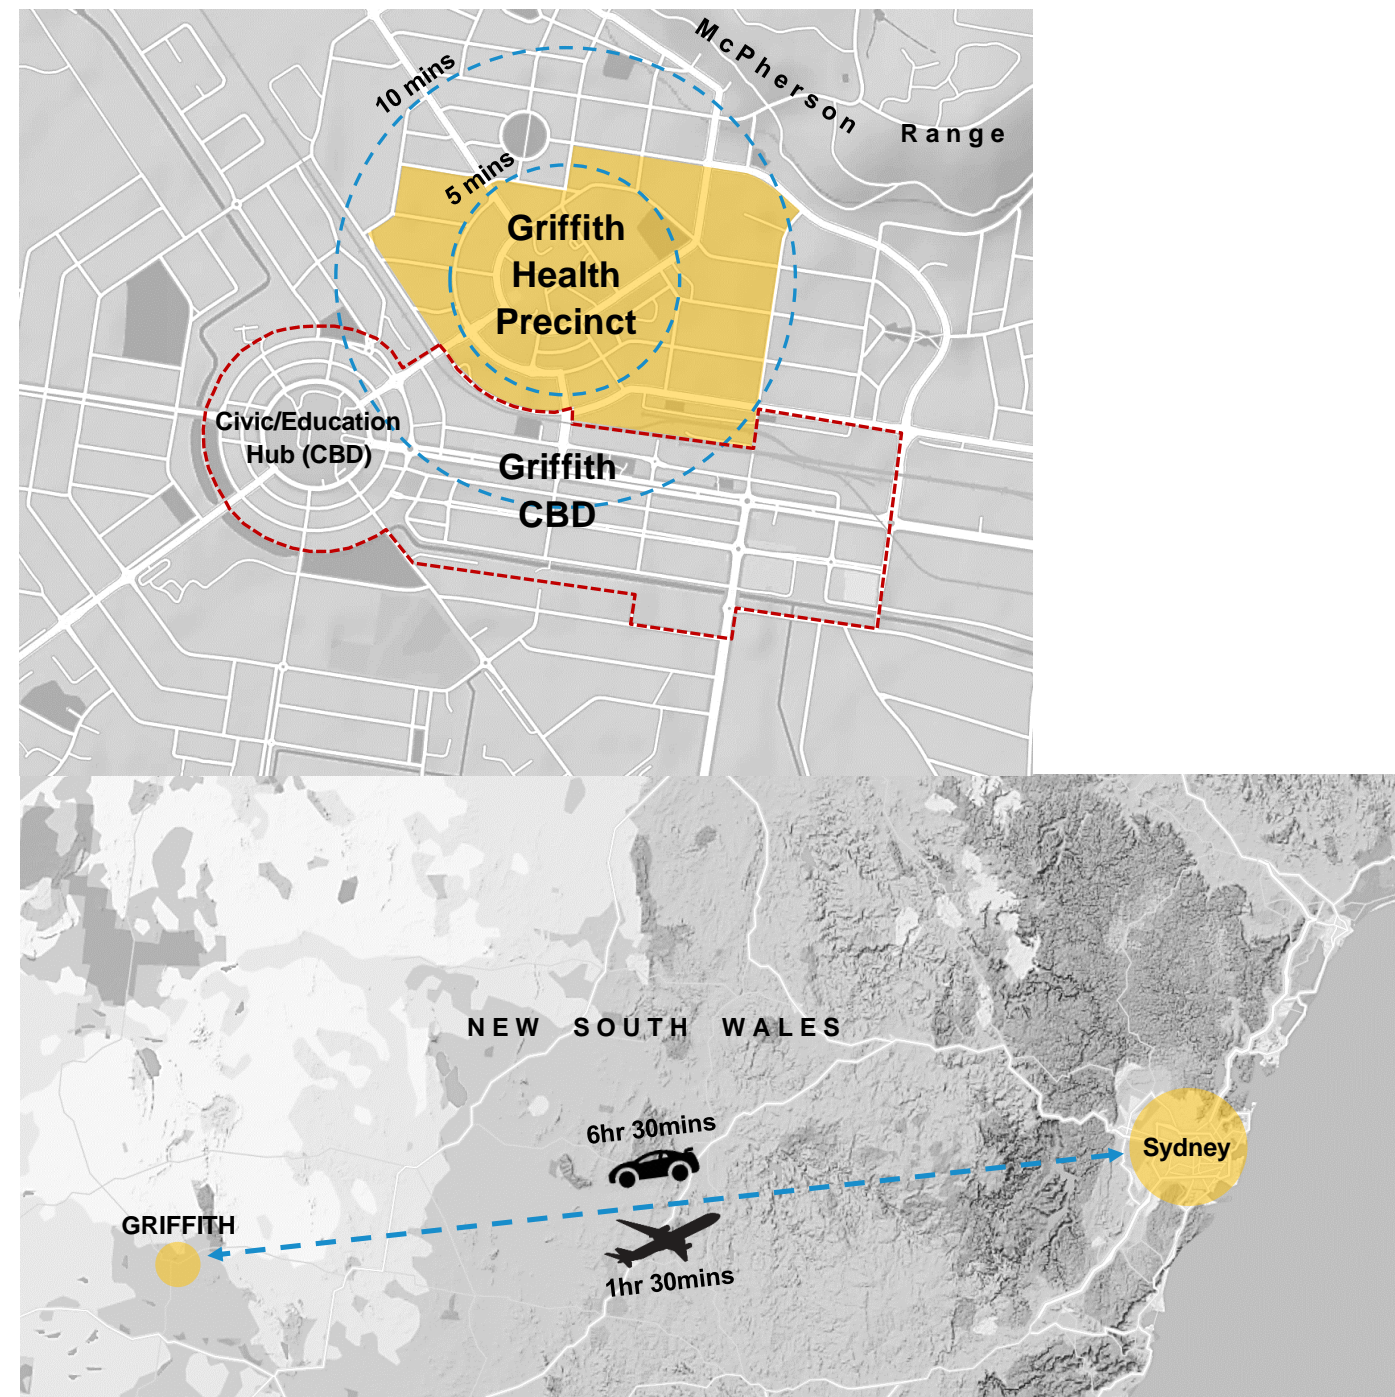 McPherson
Range
10 mins
5 mins
Griffith
Health
Precinct
Civic/Education
Hub (CBD)
Griffith
CBD
NEW SOUTH WALES
6hr 30mins
Sydney
GRIFFITH
1hr 30mins